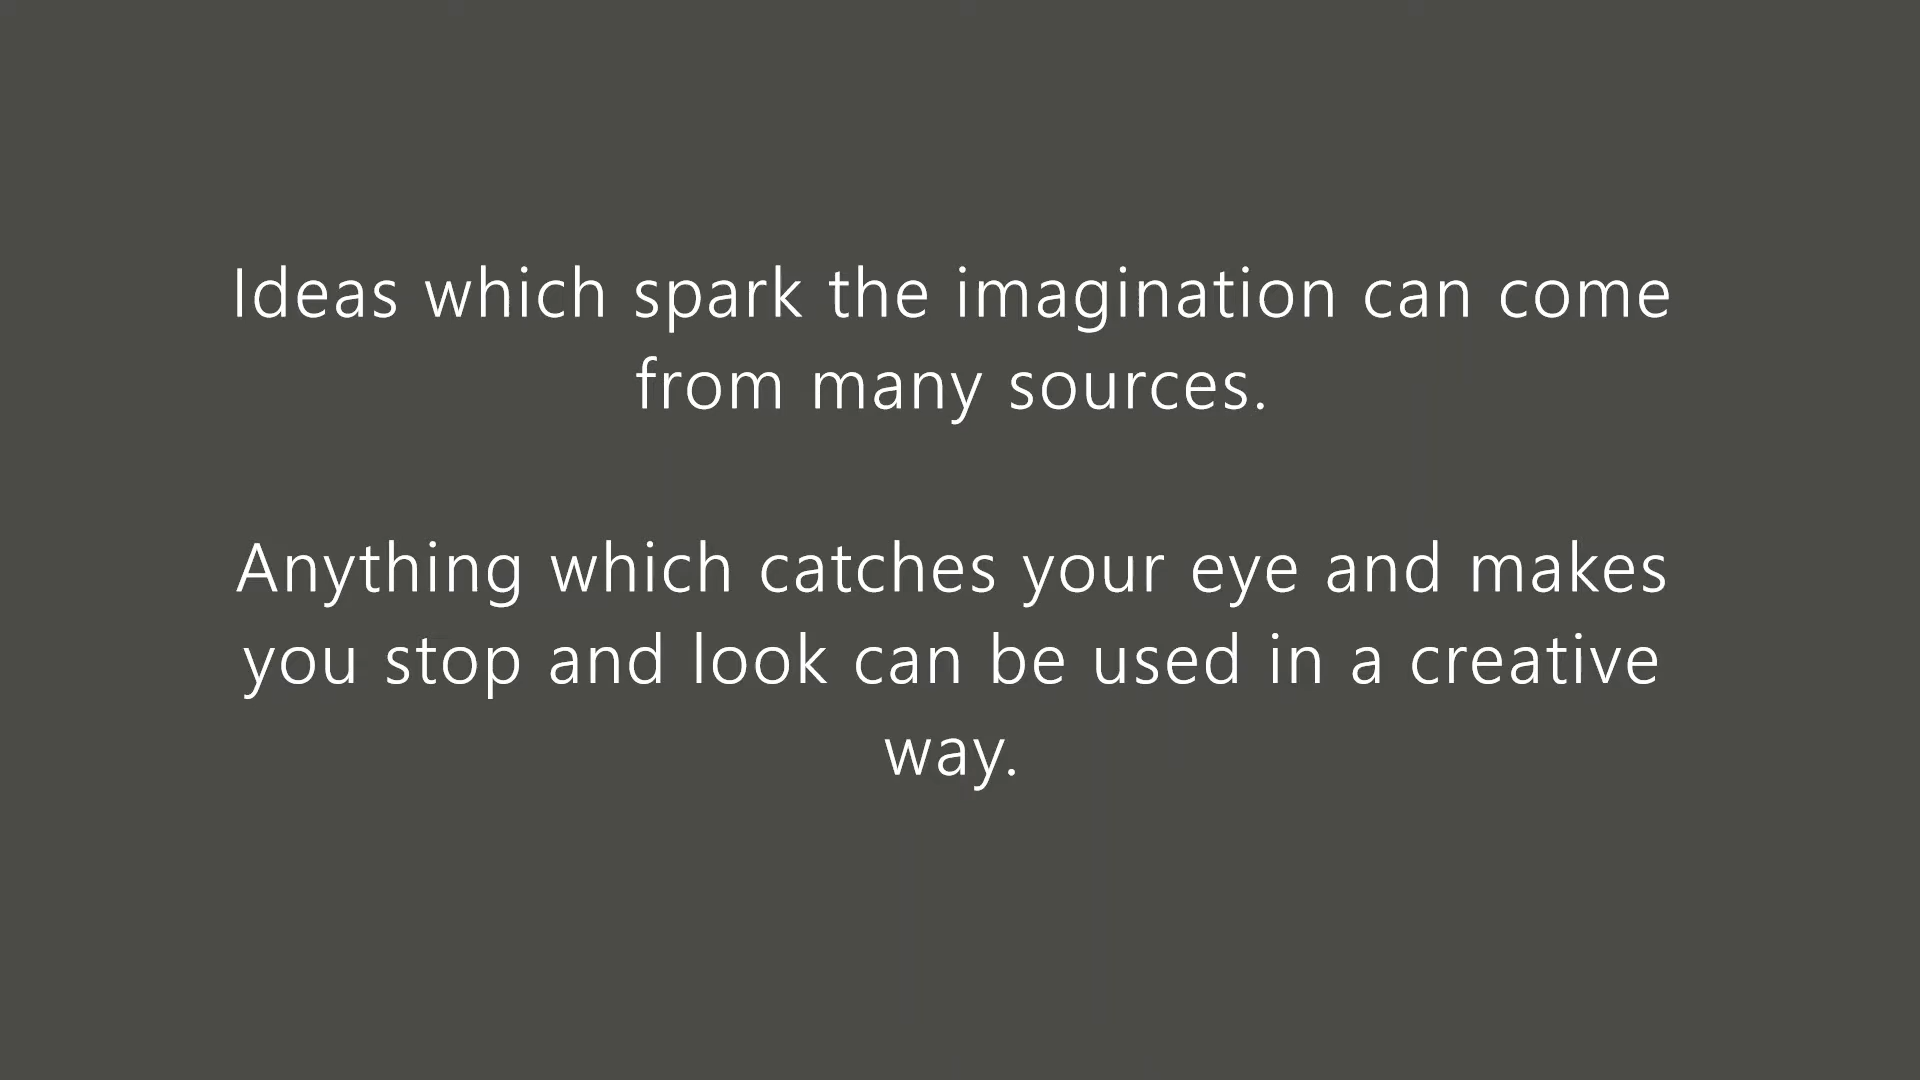 Ideas which spark the imagination can come
from many sources.
Anything which catches your eye and makes
you stop and look can be used in a creative
way.